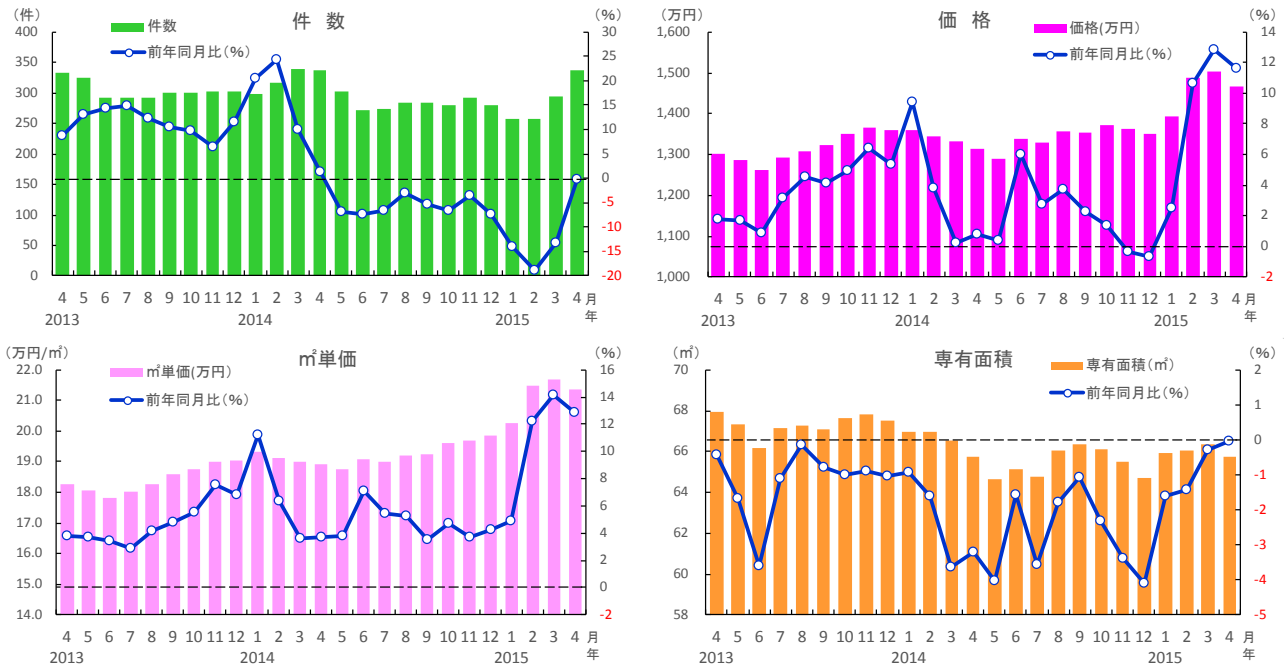 (件) 件 数 (%)
件数
前年同月比(%)
400 350 300 250 200 150 100 50 0
30 25 20 15 10 5 0 -5 -10 -15 -20
4 5 6 7 8 9 10 11 12 1 2 3 4 5 6 7 8 9 10 11 12 1 2 3 4 月
2013 2014 2015 年
(万円) 価 格 (%)
価格(万円)
前年同月比(%)
1,600 1,500 1,400 1,300 1,200 1,100 1,000
14 12 10 8 6 4 2 0 -2
4 5 6 7 8 9 10 11 12 1 2 3 4 5 6 7 8 9 10 11 12 1 2 3 4 月
2013 2014 2015 年
(万円/㎡) ㎡単価 (%)
㎡単価(万円)
前年同月比(%)
22.0 21.0 20.0 19.0 18.0 17.0 16.0 15.0 14.0
16 14 12 10 8 6 4 2 0 -2
4 5 6 7 8 9 10 11 12 1 2 3 4 5 6 7 8 9 10 11 12 1 2 3 4 月
2013 2014 2015 年
(㎡) 専有面積 (%)
専有面積(㎡)
前年同月比(%)
70 68 66 64 62 60 58
2 1 0 -1 -2 -3 -4 -5
4 5 6 7 8 9 10 11 12 1 2 3 4 5 6 7 8 9 10 11 12 1 2 3 4 月
2013 2014 2015 年